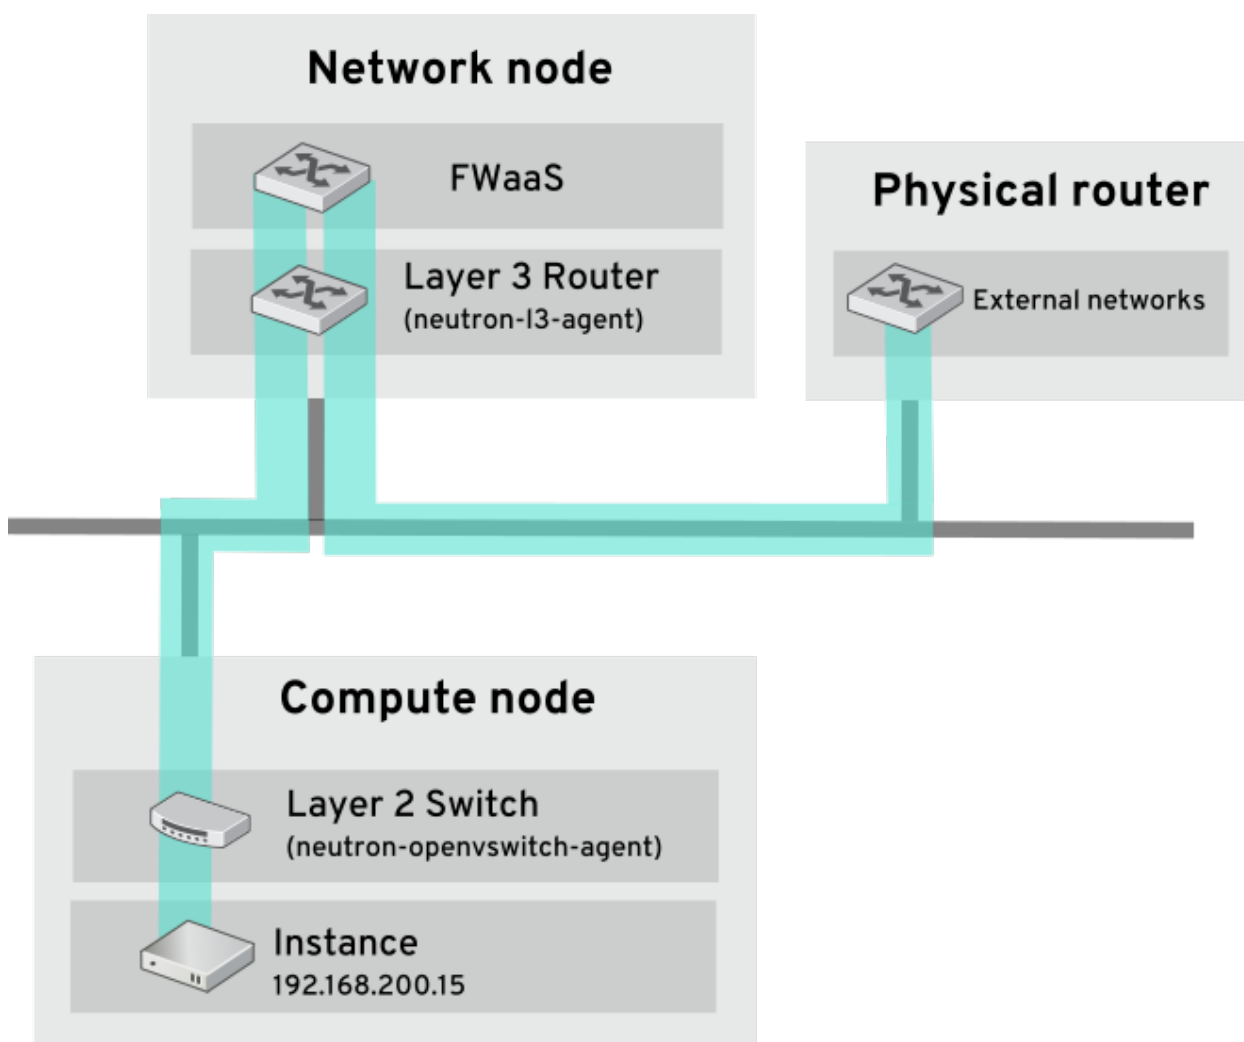 Network node
FWaaS
Layer 3 Router
(neutron-l3-agent)
Physical router
External networks
Compute node
Layer 2 Switch
(neutron-openvswitch-agent)
Instance
192.168.200.15